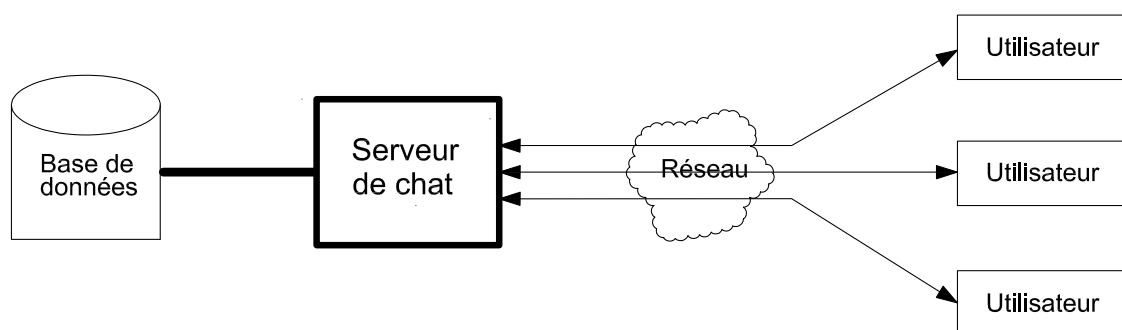 Utilisateur
Base de
données
Serveur
de chat
Réseau
Utilisateur
Utilisateur